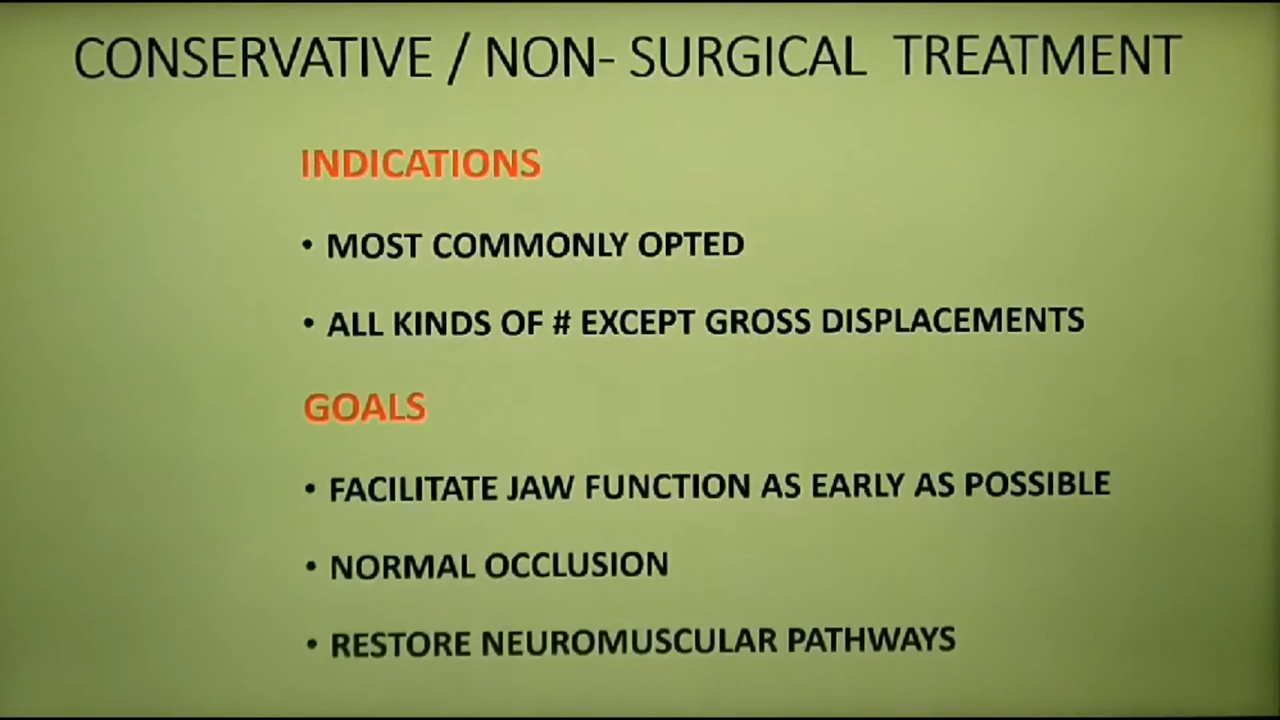 CONSERVATIVE / NON- SURGICAL TREATMENT
INDICATIONS
• MOST COMMONLY OPTED
• ALL KINDS OF # EXCEPT GROSS DISPLACEMENTS
GOALS
• FACILITATE JAW FUNCTION AS EARLY AS POSSIBLE
• NORMAL OCCLUSION
• RESTORE NEUROMUSCULAR PATHWAYS